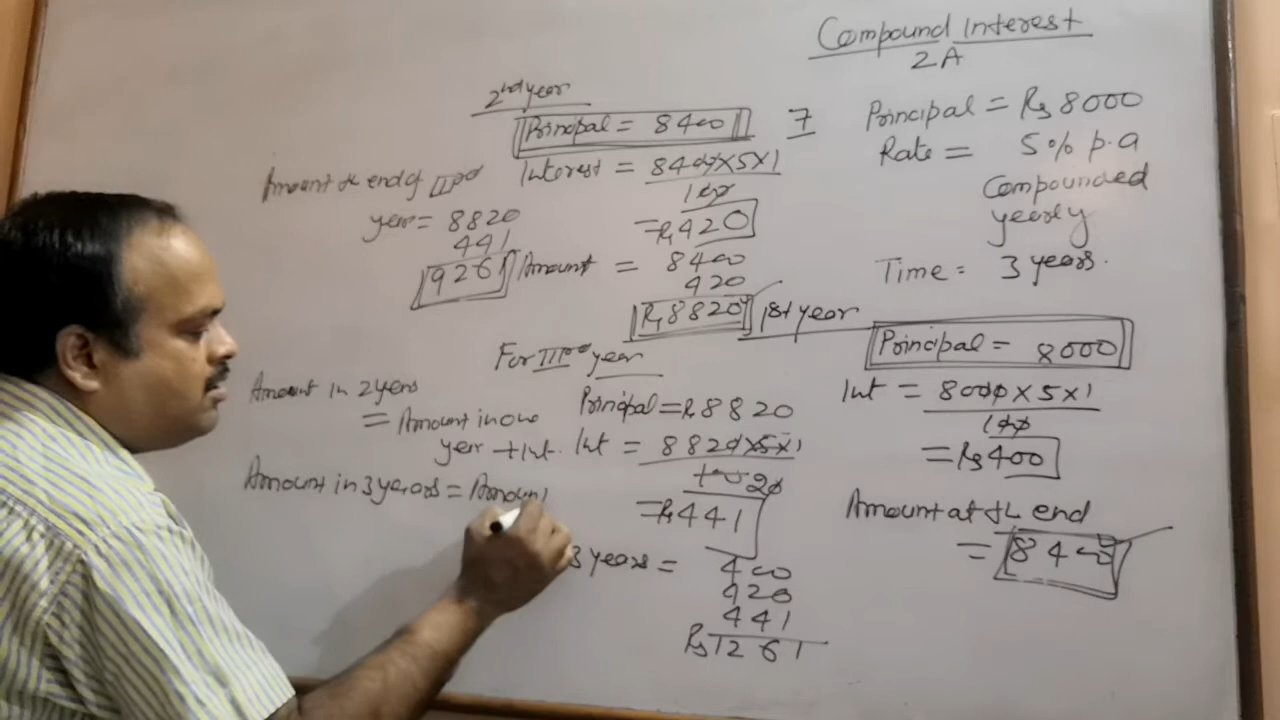 Compound Interest
2A
7
Principal = Rs 8000
Rate = 5% p.a
Compounded
yearly
Time = 3 years.
1st year
Principal = 8000
Int = 8000 x 5 x 1
100
= Rs 400
Amount at the end
= 8400
2nd year
Principal = 8400
Interest = 8400 x 5 x 1
100
= Rs 420
Amount = 8400
420
Rs 8820
Amount the end of IInd
year = 8820
441
9261
For IIIrd year
Principal = Rs 8820
Int = 8820 x 5 x 1
100 20
= Rs 441
3 years = 400
420
441
Rs 1261
Amount in 2 years
= Amount in one
year + Int.
Amount in 3 years = Amount